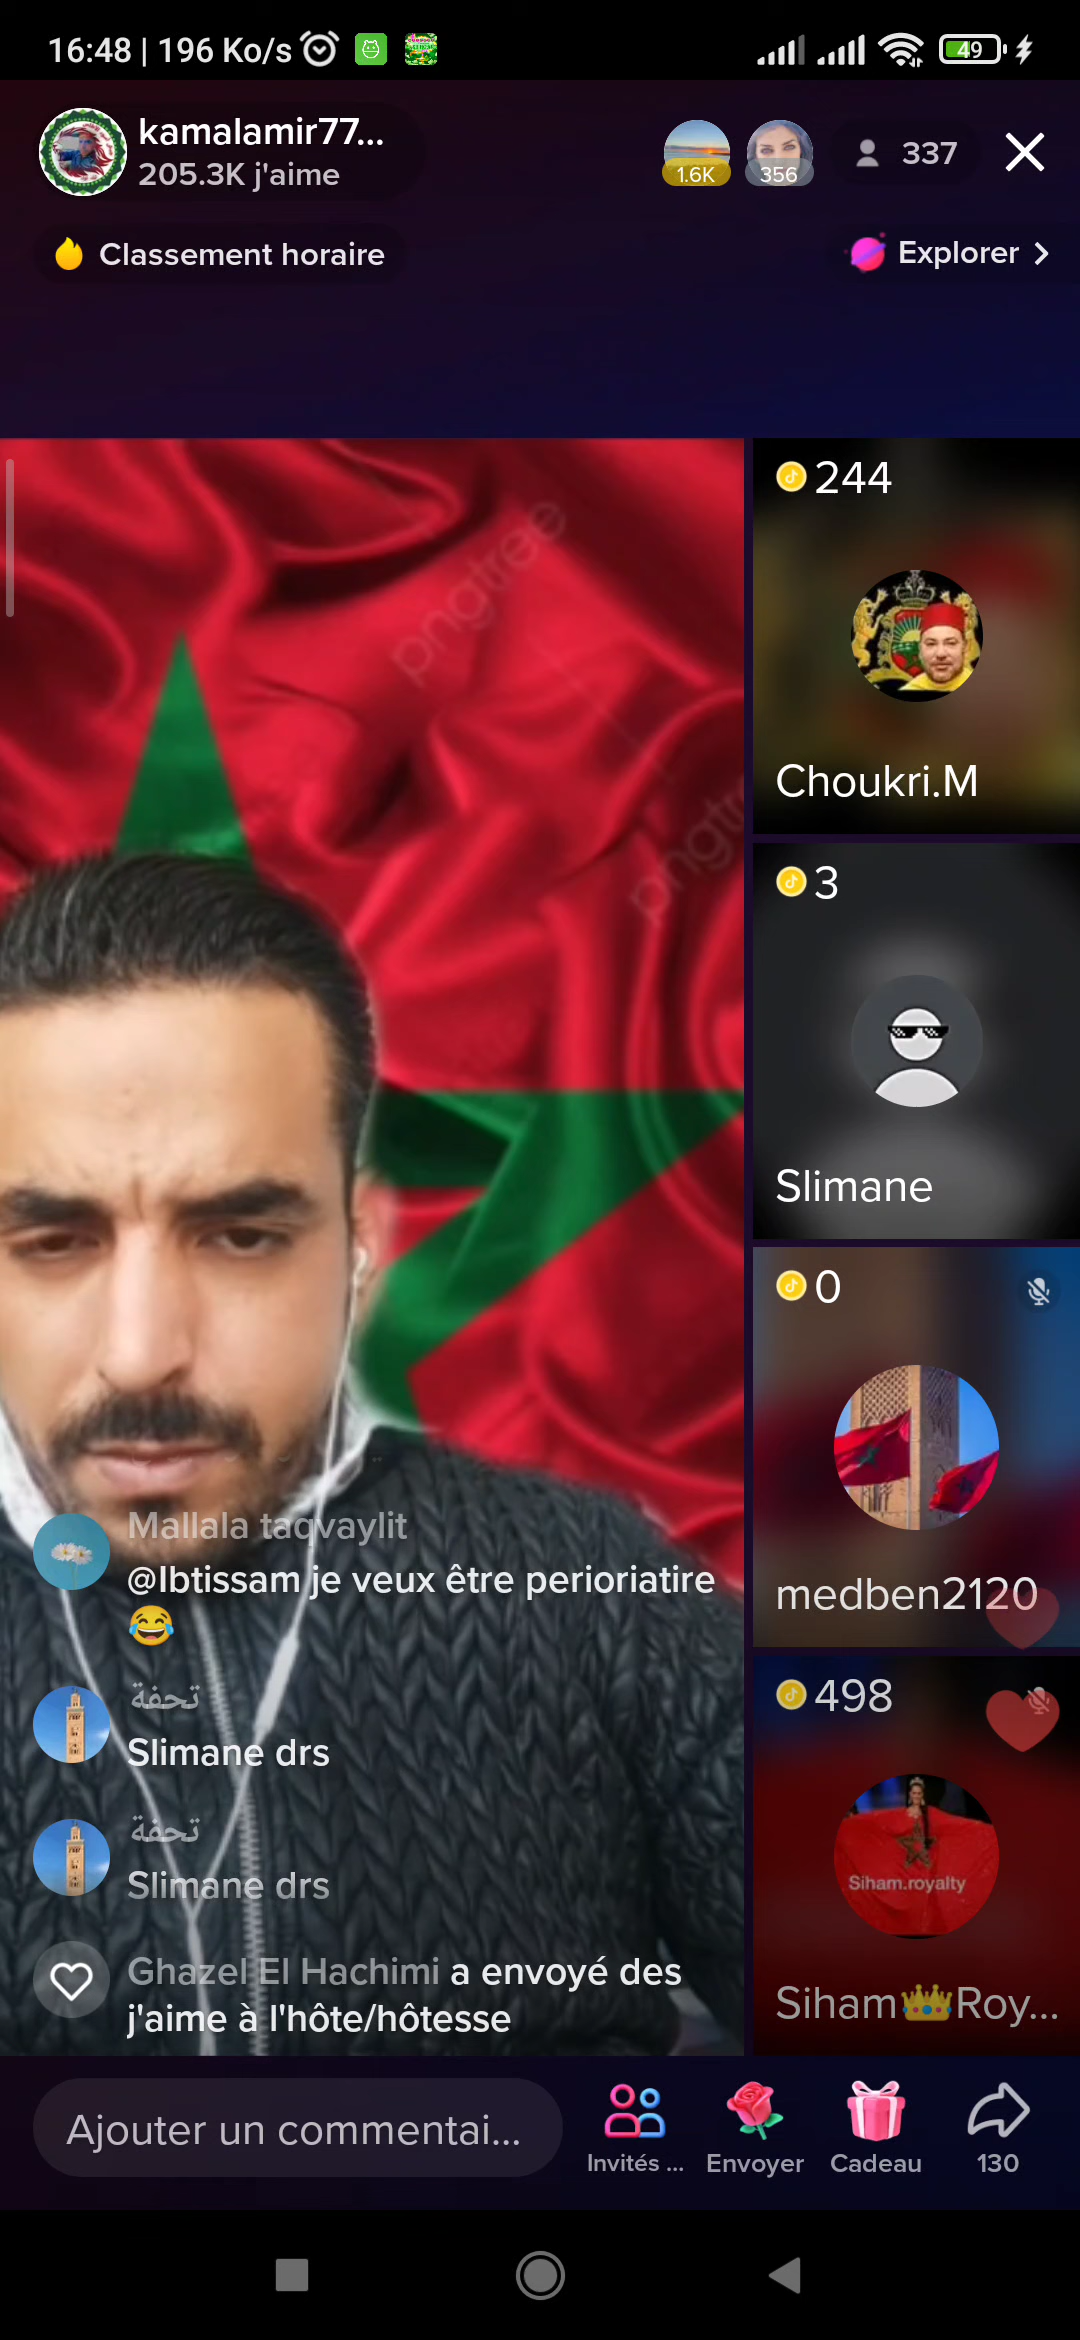 16:48 | 196 Ko/s
49
kamalamir77...
205.3K j'aime
1.6K
356
337
Classement horaire
Explorer
pngtree
pngtr
244
Choukri.M
3
Slimane
0
medben2120
498
Siham.royalty
Siham👑Roy...
Mallala taqvaylit
@Ibtissam je veux être perioriatire
😂
تحفة
Slimane drs
تحفة
Slimane drs
Ghazel El Hachimi a envoyé des
j'aime à l'hôte/hôtesse
Ajouter un commentai...
Invités ...
Envoyer
Cadeau
130